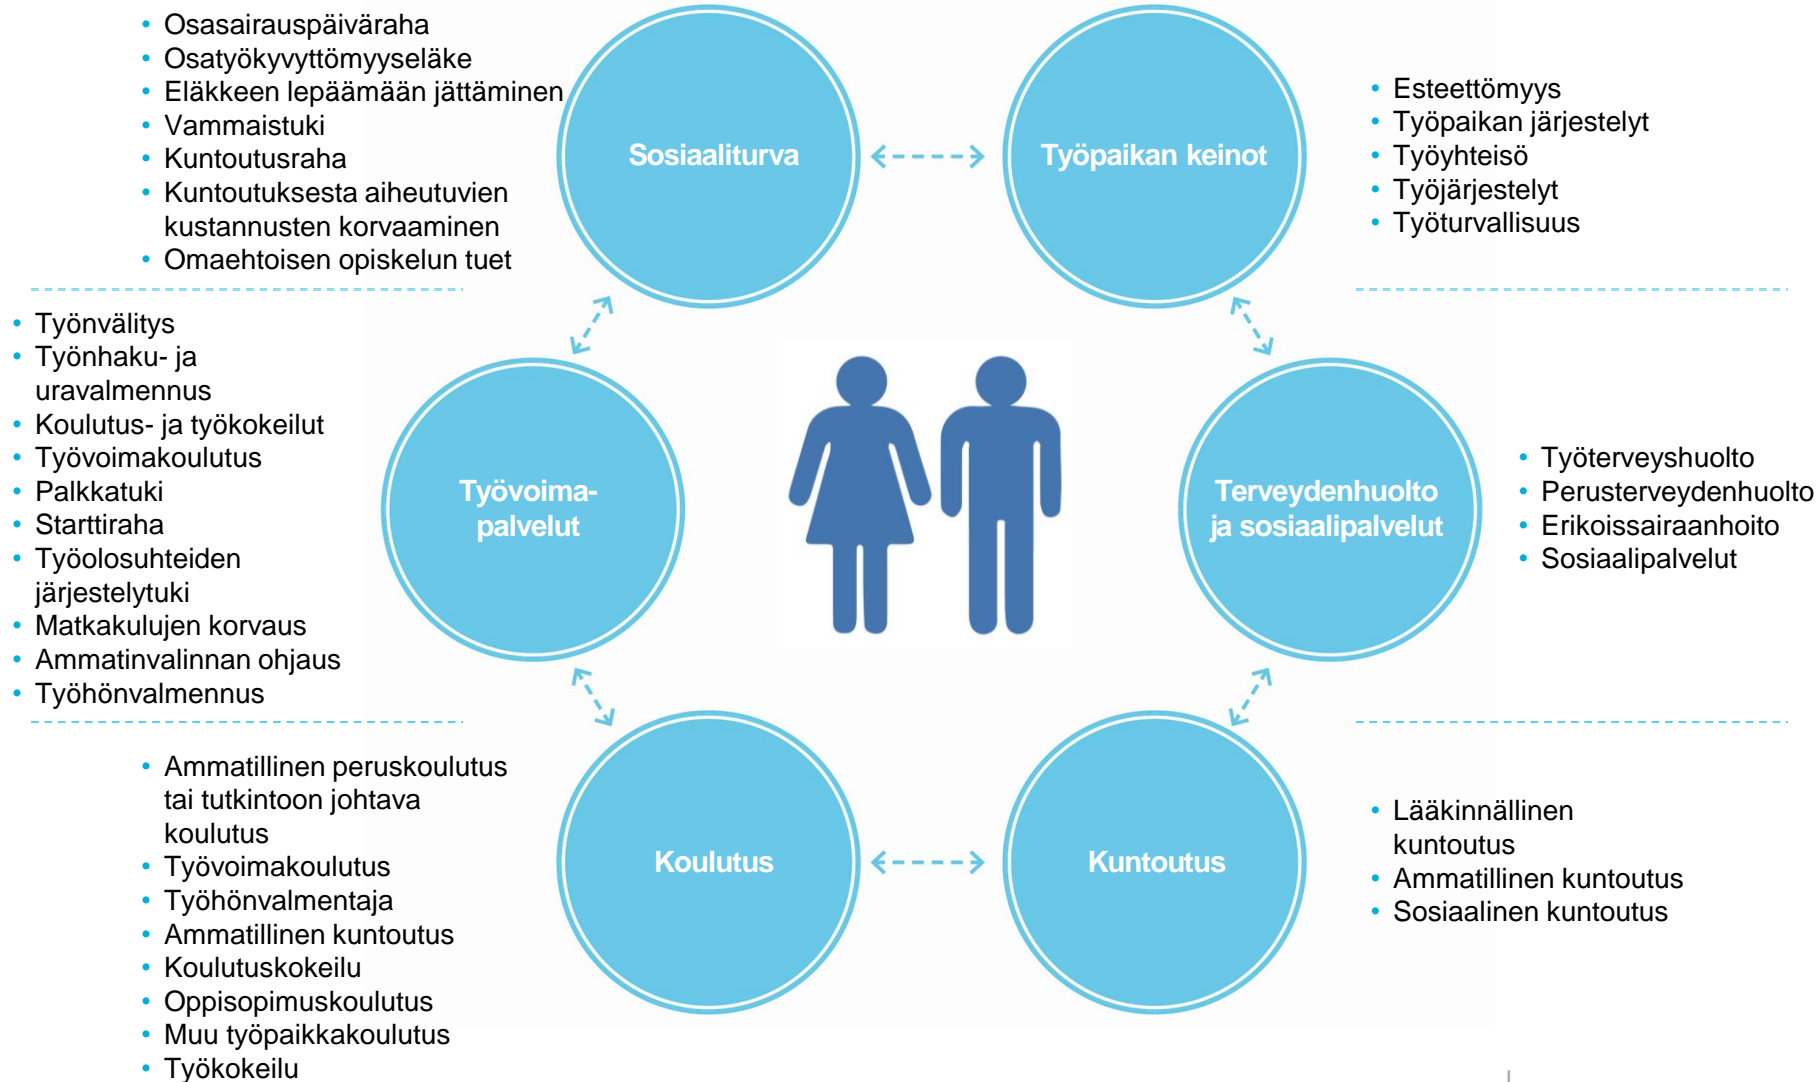 • Osasairauspäiväraha
• Osatyökyvyttömyyseläke
• Eläkkeen lepäämään jättäminen
• Vammaistuki
• Kuntoutusraha
• Kuntoutuksesta aiheutuvien
kustannusten korvaaminen
• Omaehtoisen opiskelun tuet
Sosiaaliturva
Työpaikan keinot
• Esteettömyys
• Työpaikan järjestelyt
• Työyhteisö
• Työjärjestelyt
• Työturvallisuus
• Työnvälitys
• Työnhaku- ja
uravalmennus
• Koulutus- ja työkokeilut
• Työvoimakoulutus
• Palkkatuki
• Starttiraha
• Työolosuhteiden
järjestelytuki
• Matkakulujen korvaus
• Ammatinvalinnan ohjaus
• Työhönvalmennus
Työvoima-
palvelut
Terveydenhuolto
ja sosiaalipalvelut
• Työterveyshuolto
• Perusterveydenhuolto
• Erikoissairaanhoito
• Sosiaalipalvelut
• Ammatillinen peruskoulutus
tai tutkintoon johtava
koulutus
• Työvoimakoulutus
• Työhönvalmentaja
• Ammatillinen kuntoutus
• Koulutuskokeilu
• Oppisopimuskoulutus
• Muu työpaikkakoulutus
• Työkokeilu
Koulutus
Kuntoutus
• Lääkinnällinen
kuntoutus
• Ammatillinen kuntoutus
• Sosiaalinen kuntoutus